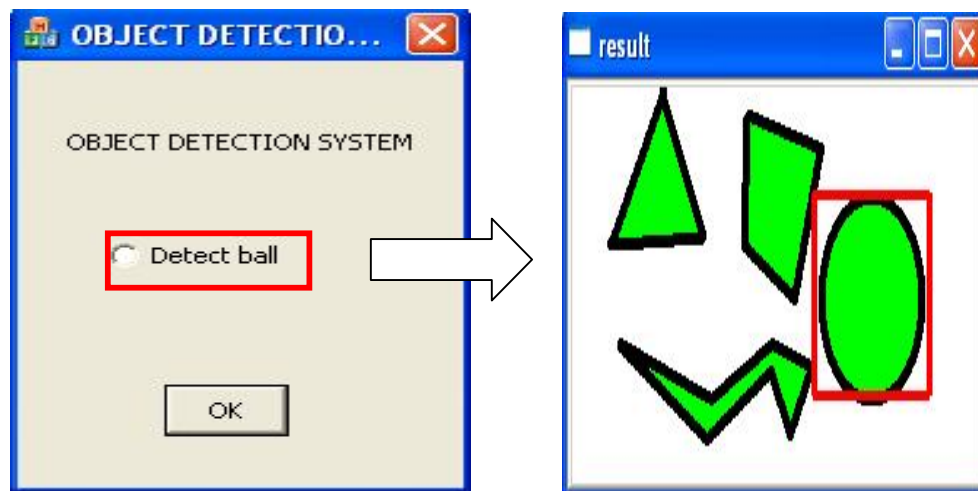 OBJECT DETECTIO...
OBJECT DETECTION SYSTEM
Detect ball
OK
result